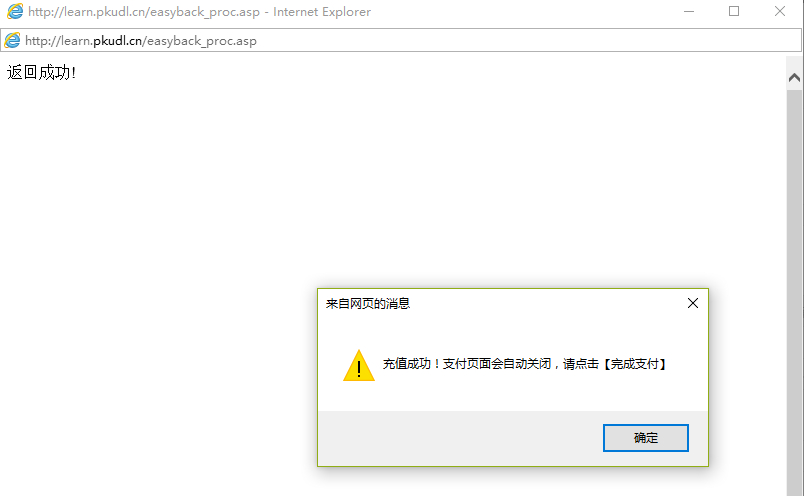 http://learn.pkudl.cn/easyback_proc.asp - Internet Explorer
http://learn.pkudl.cn/easyback_proc.asp
返回成功!
来自网页的消息
充值成功！支付页面会自动关闭，请点击【完成支付】
确定